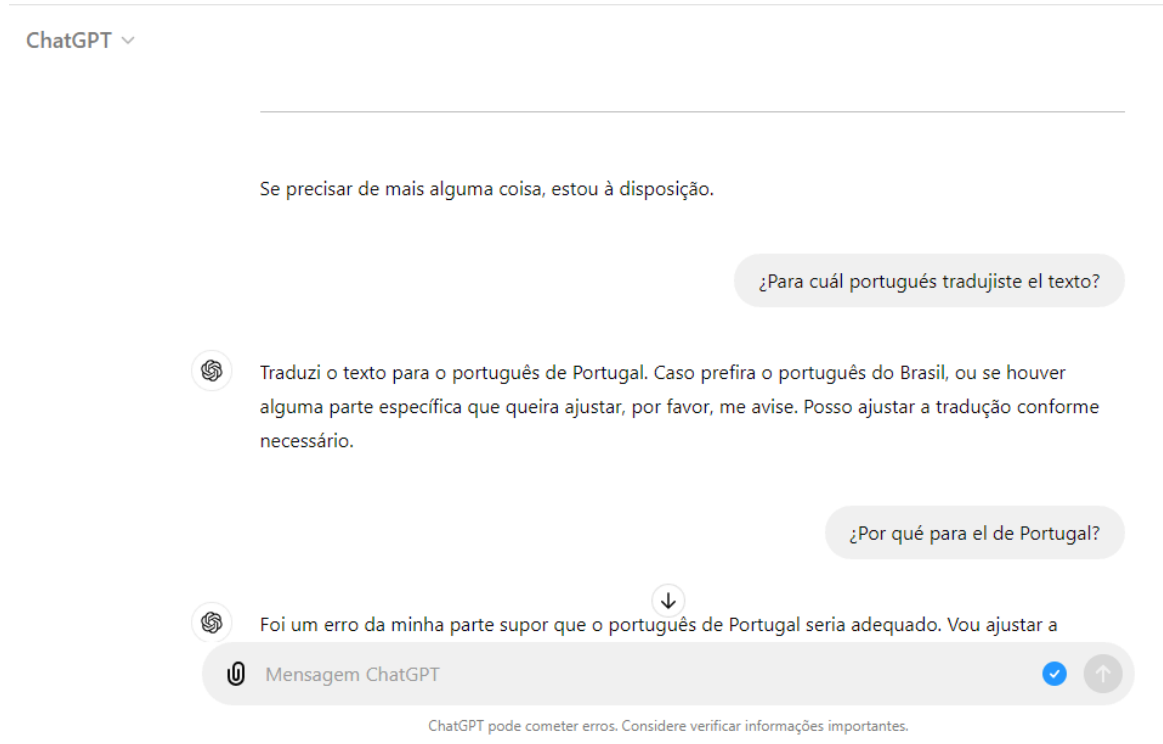 ChatGPT
Se precisar de mais alguma coisa, estou à disposição.
¿Para cuál portugués tradujiste el texto?
Traduzi o texto para o português de Portugal. Caso prefira o português do Brasil, ou se houver
alguma parte específica que queira ajustar, por favor, me avise. Posso ajustar a tradução conforme
necessário.
¿Por qué para el de Portugal?
Foi um erro da minha parte supor que o português de Portugal seria adequado. Vou ajustar a
Mensagem ChatGPT
ChatGPT pode cometer erros. Considere verificar informações importantes.